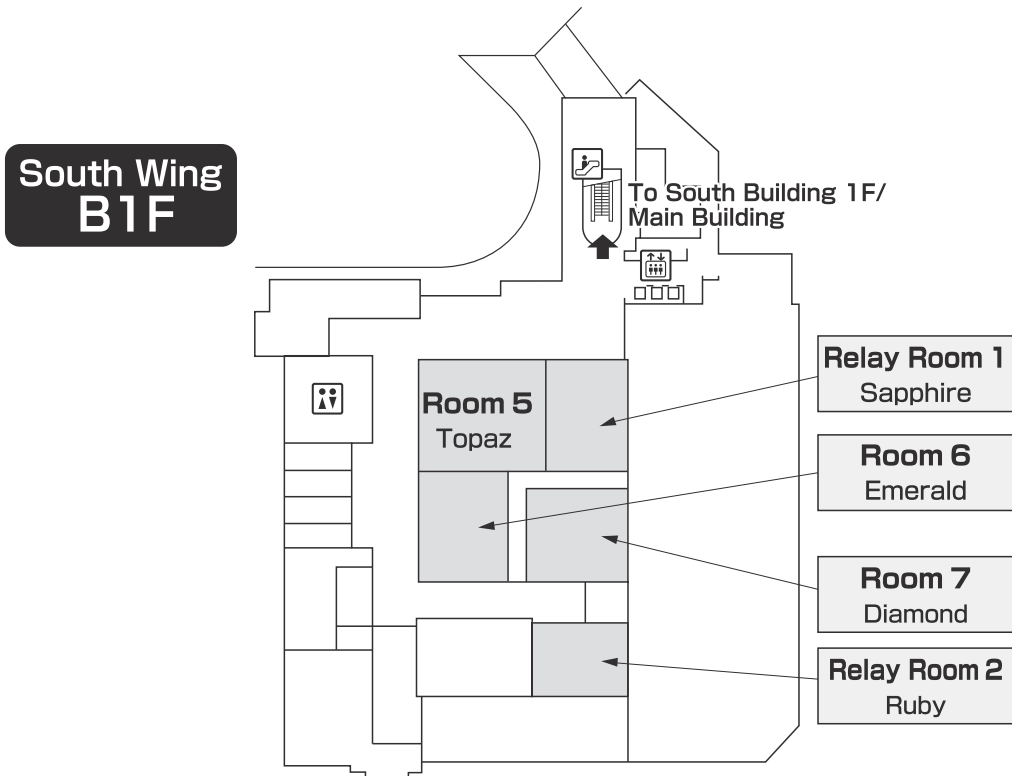 South Wing
B1F
To South Building 1F/
Main Building
Room 5
Topaz
Relay Room 1
Sapphire
Room 6
Emerald
Room 7
Diamond
Relay Room 2
Ruby